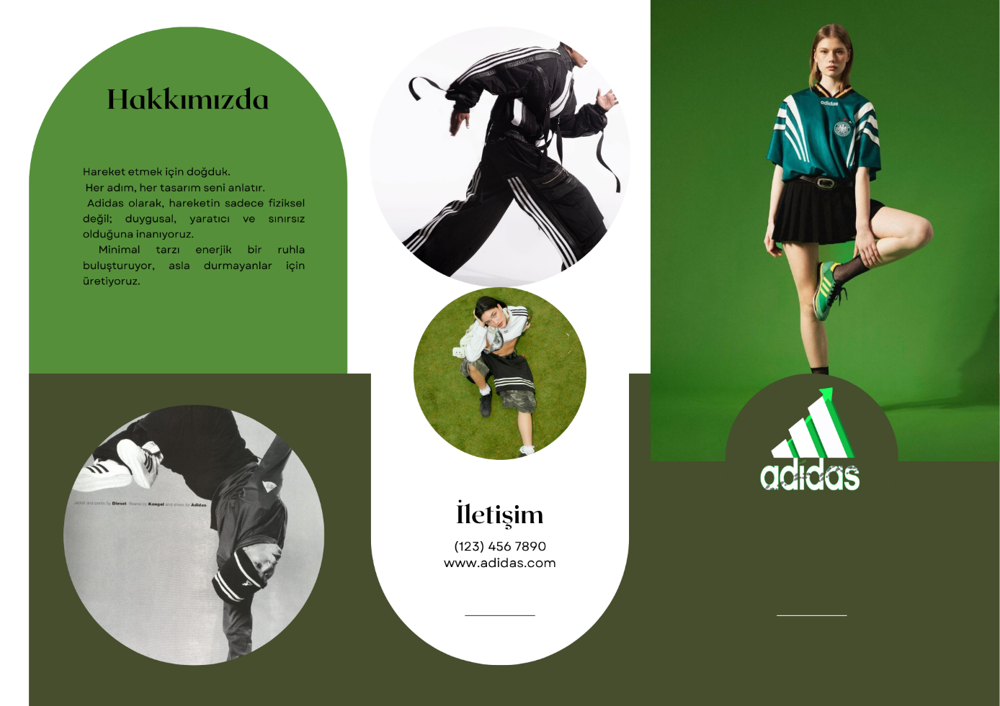 Hakkımızda
Hareket etmek için doğduk.
Her adım, her tasarım seni anlatır.
Adidas olarak, hareketin sadece fiziksel
değil; duygusal, yaratıcı ve sınırsız
olduğuna inanıyoruz.
Minimal tarzı enerjik bir ruhla
buluşturuyor, asla durmayanlar için
üretiyoruz.
Jacket and pants by Diesel. Beanie by Kangol and shoes by Adidas
İletişim
(123) 456 7890
www.adidas.com
adidas
adidas